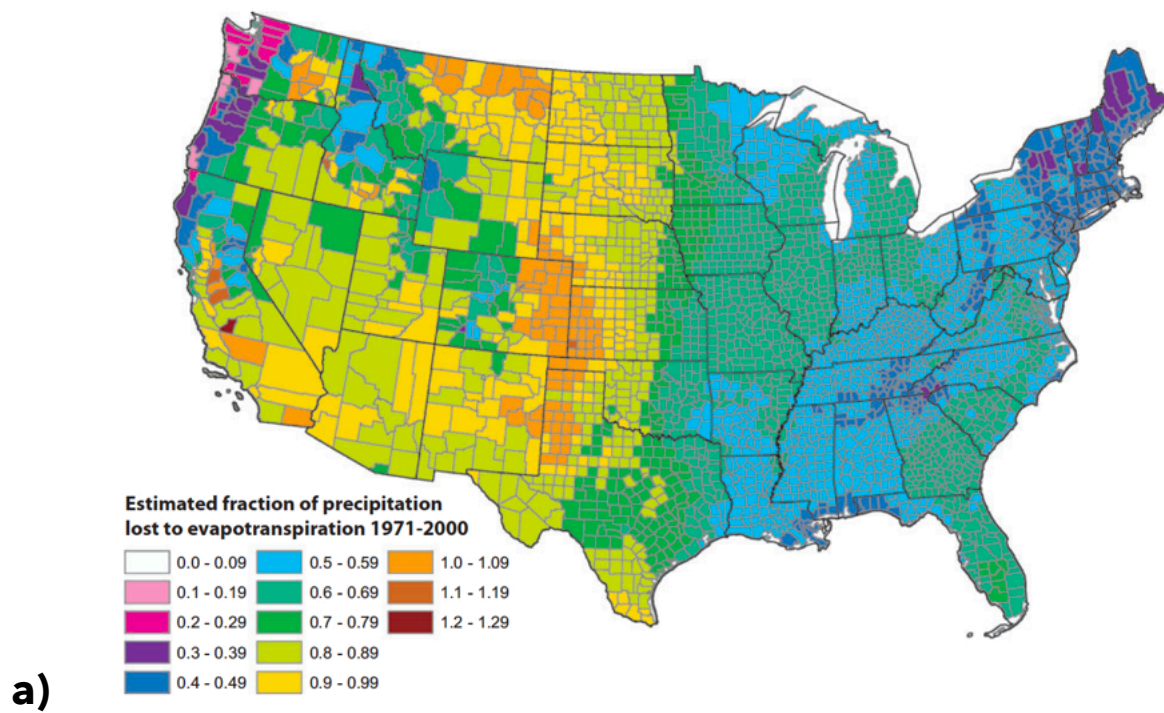 Estimated fraction of precipitation
lost to evapotranspiration 1971-2000
0.0 - 0.09
0.1 - 0.19
0.2 - 0.29
0.3 - 0.39
0.4 - 0.49
0.5 - 0.59
0.6 - 0.69
0.7 - 0.79
0.8 - 0.89
0.9 - 0.99
1.0 - 1.09
1.1 - 1.19
1.2 - 1.29
a)